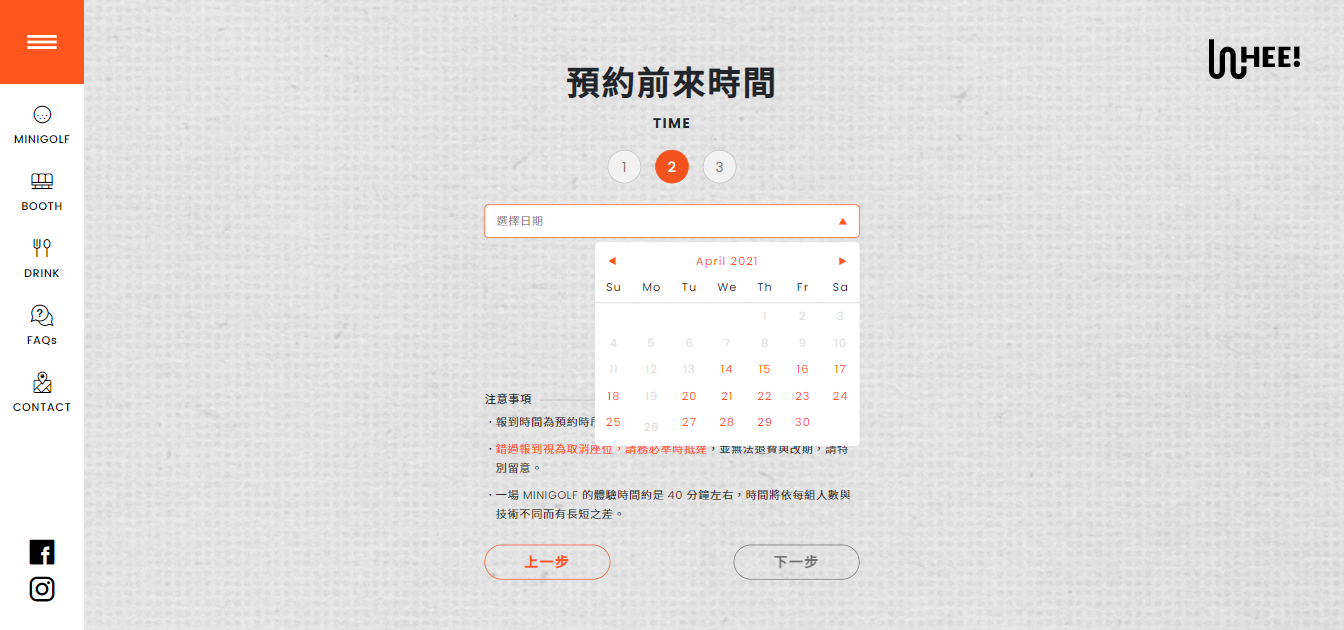 MINIGOLF
BOOTH
DRINK
FAQs
CONTACT
WHEE!
預約前來時間
TIME
1 2 3
選擇日期
April 2021
Su Mo Tu We Th Fr Sa
1 2 3
4 5 6 7 8 9 10
11 12 13 14 15 16 17
18 19 20 21 22 23 24
25 26 27 28 29 30
注意事項
・報到時間為預約時
・錯過報到視為取消座位，請務必準時抵達，並無法退費與改期，請特
別留意。
・一場 MINIGOLF 的體驗時間約是 40 分鐘左右，時間將依每組人數與
技術不同而有長短之差。
上一步
下一步